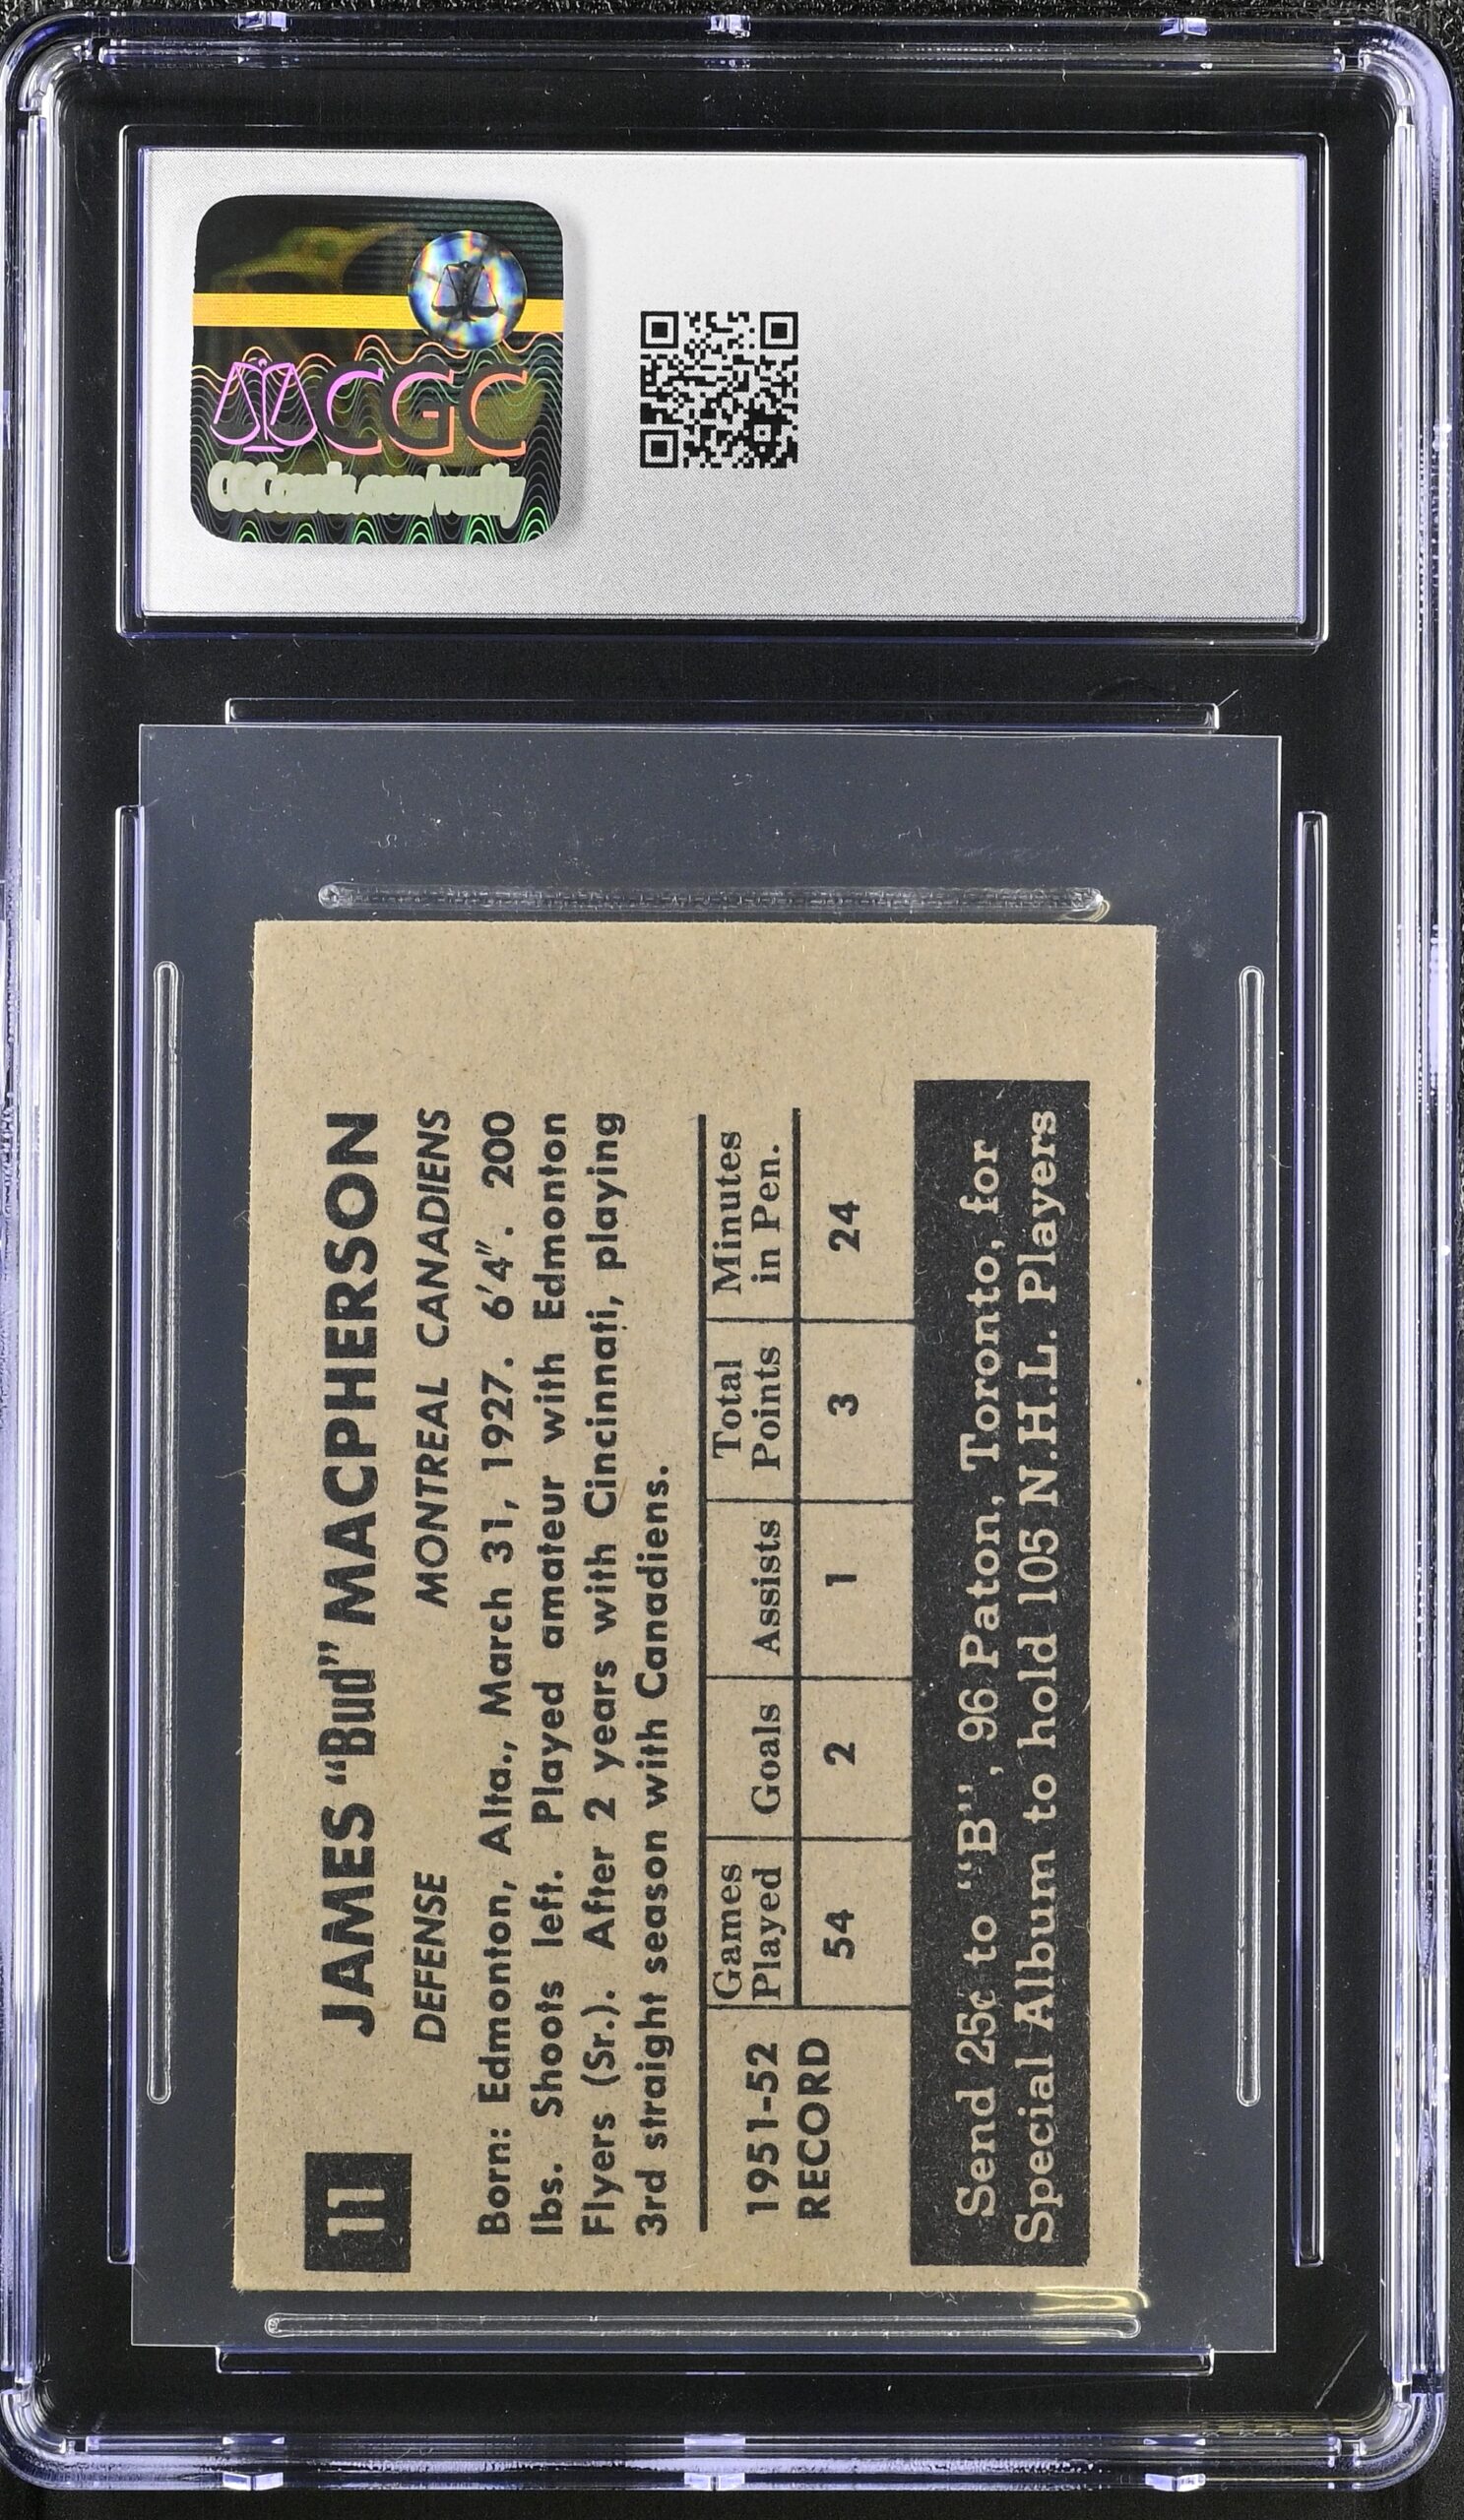 CGC
CGCcomics.com/verify
11
JAMES “Bud” MACPHERSON
DEFENSE
MONTREAL CANADIENS
Born: Edmonton, Alta., March 31, 1927. 6’4”. 200
lbs. Shoots left. Played amateur with Edmonton
Flyers (Sr.). After 2 years with Cincinnati, playing
3rd straight season with Canadiens.
1951-52
RECORD
Games
Played
Goals
Assists
Total
Points
Minutes
in Pen.
54
2
1
3
24
Send 25¢ to “B”, 96 Paton, Toronto, for
Special Album to hold 105 N.H.L. Players